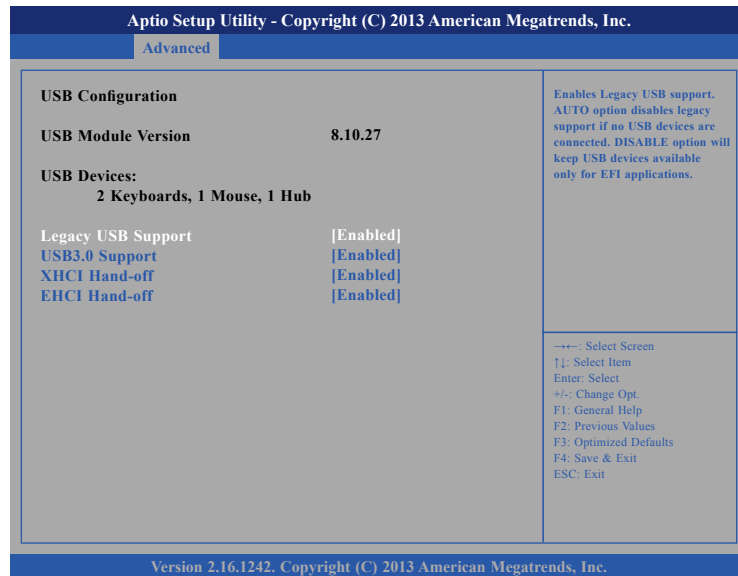 Aptio Setup Utility - Copyright (C) 2013 American Megatrends, Inc.
Advanced
USB Configuration
USB Module Version 8.10.27
USB Devices:
2 Keyboards, 1 Mouse, 1 Hub
Legacy USB Support [Enabled]
USB3.0 Support [Enabled]
XHCI Hand-off [Enabled]
EHCI Hand-off [Enabled]
Enables Legacy USB support.
AUTO option disables legacy
support if no USB devices are
connected. DISABLE option will
keep USB devices available
only for EFI applications.
→←: Select Screen
↑↓: Select Item
Enter: Select
+/-: Change Opt.
F1: General Help
F2: Previous Values
F3: Optimized Defaults
F4: Save & Exit
ESC: Exit
Version 2.16.1242. Copyright (C) 2013 American Megatrends, Inc.